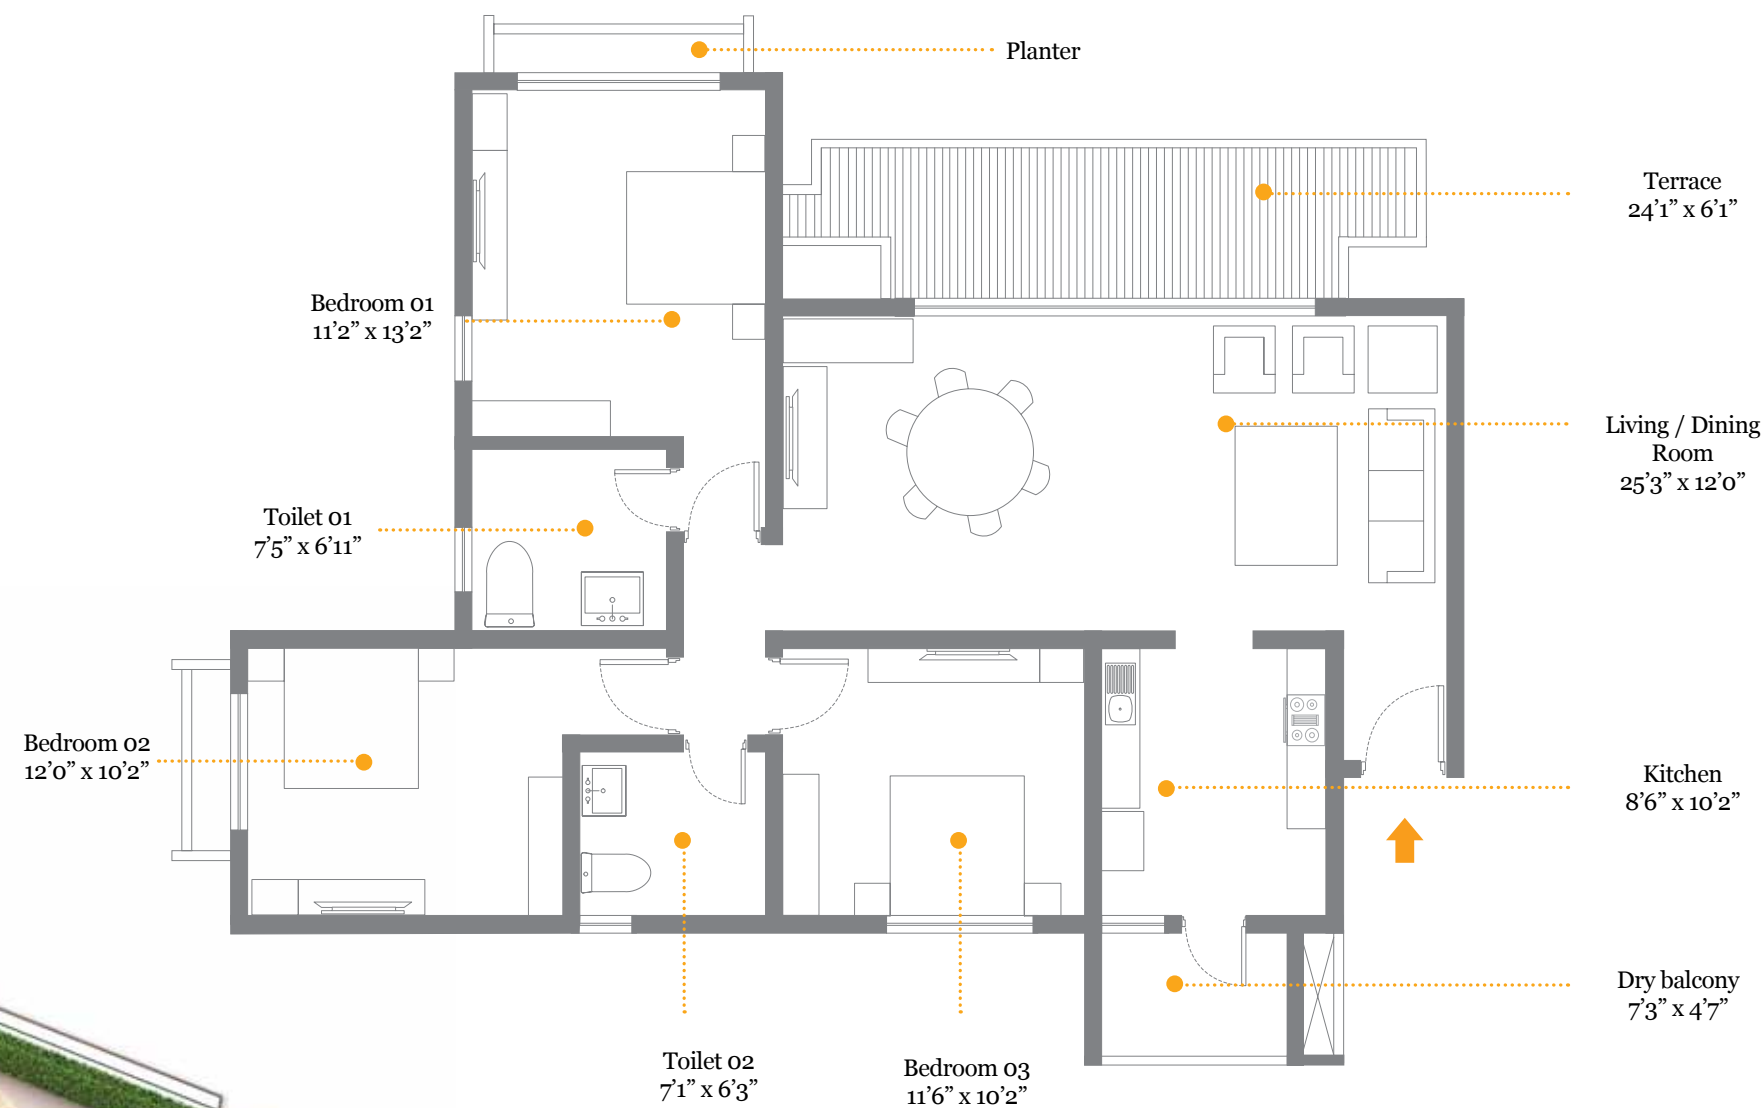 Planter
Terrace
24’1” x 6’1”
Bedroom 01
11’2” x 13’2”
Living / Dining
Room
25’3” x 12’0”
Toilet 01
7’5” x 6’11”
Bedroom 02
12’0” x 10’2”
Kitchen
8’6” x 10’2”
Dry balcony
7’3” x 4’7”
Toilet 02
7’1” x 6’3”
Bedroom 03
11’6” x 10’2”